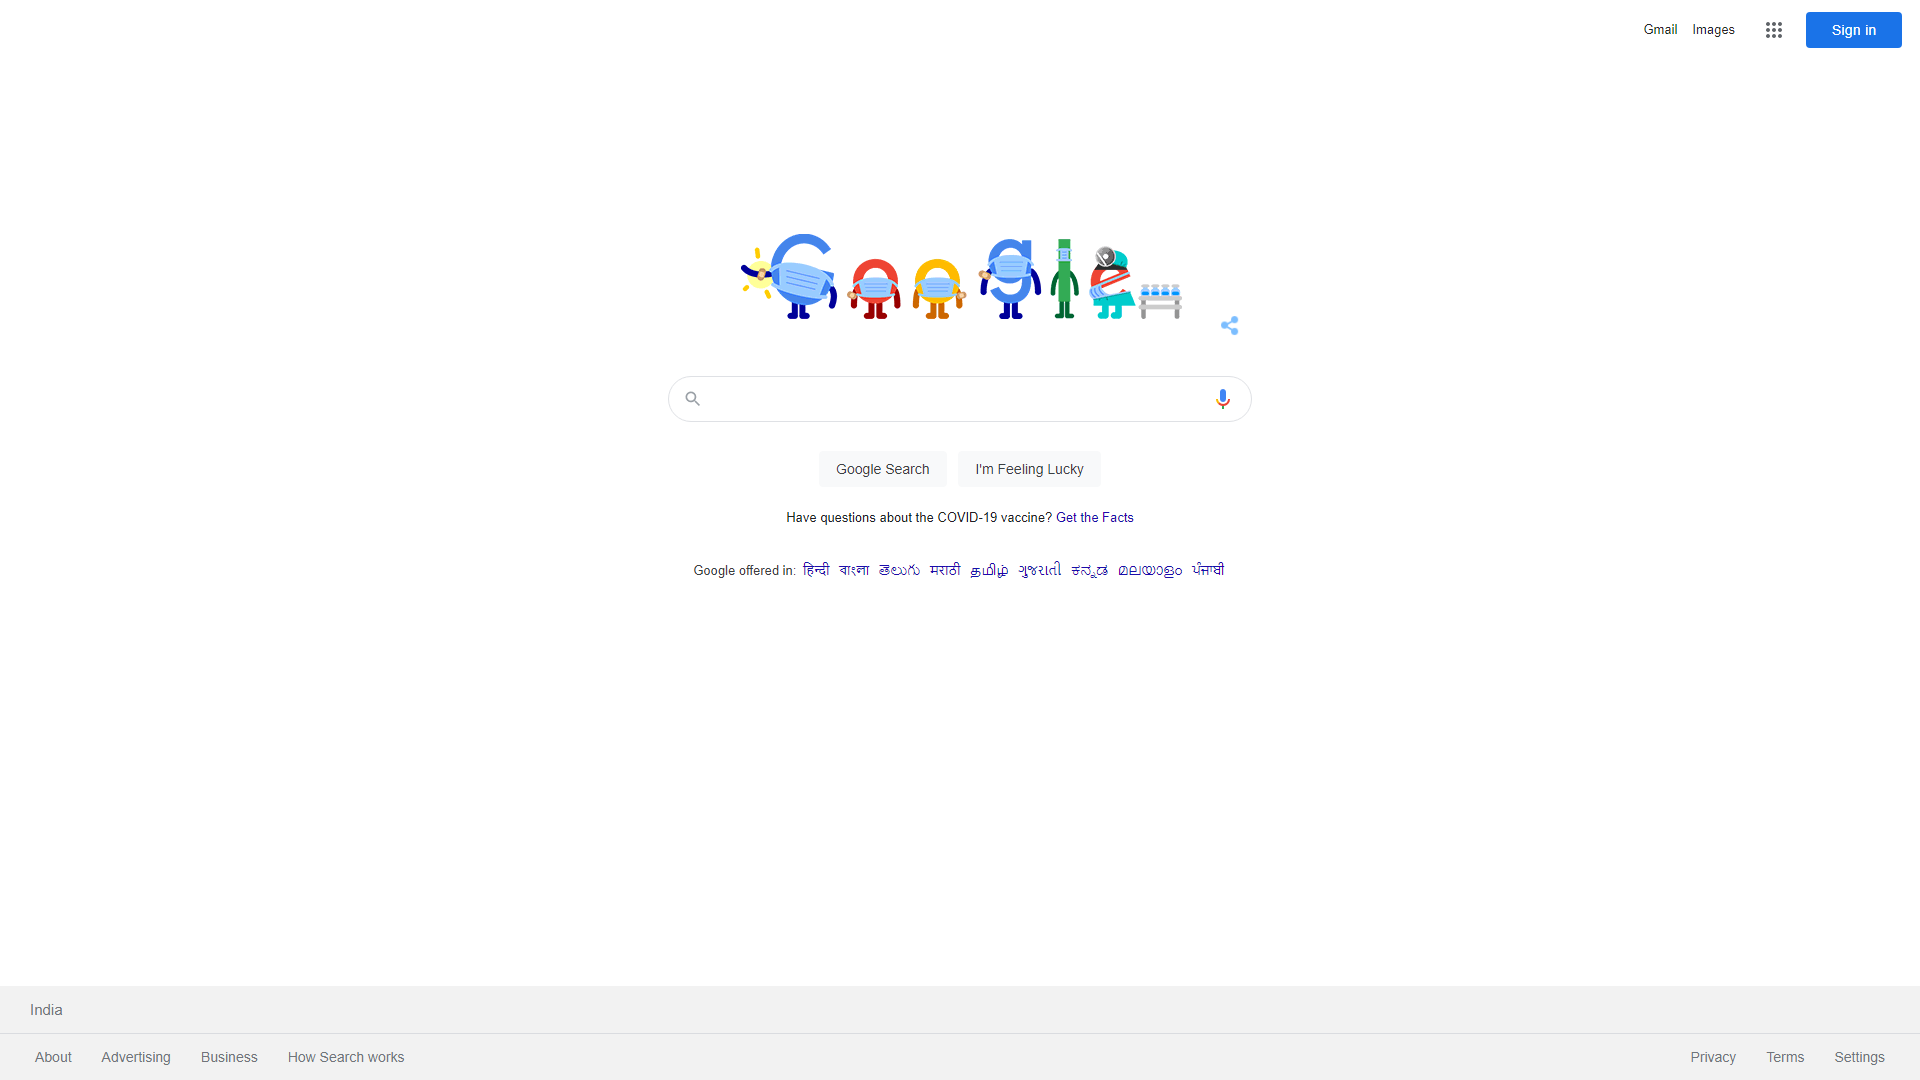 Gmail Images Sign in
Google
Google Search I'm Feeling Lucky
Have questions about the COVID-19 vaccine? Get the Facts
Google offered in: हिन्दी বাংলা తెలుగు मराठी தமிழ் ગુજરાતી ಕನ್ನಡ മലയാളം ਪੰਜਾਬੀ
India
About Advertising Business How Search works Privacy Terms Settings